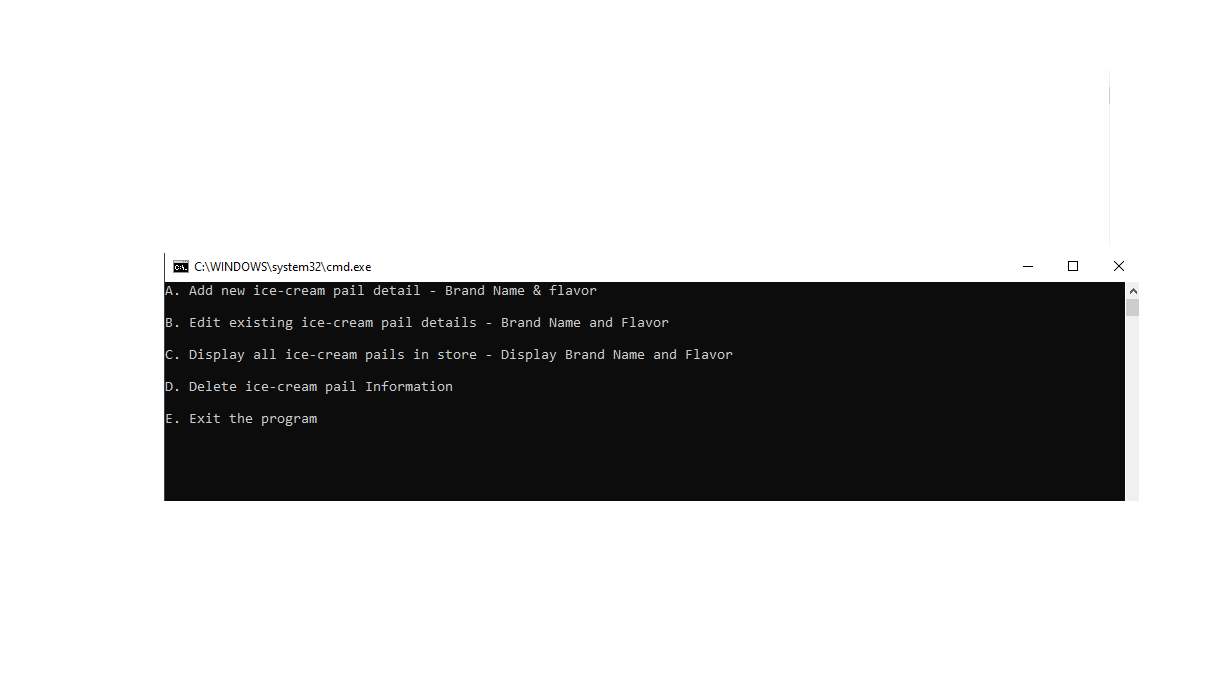 C:\WINDOWS\system32\cmd.exe
A. Add new ice-cream pail detail - Brand Name & flavor
B. Edit existing ice-cream pail details - Brand Name and Flavor
C. Display all ice-cream pails in store - Display Brand Name and Flavor
D. Delete ice-cream pail Information
E. Exit the program